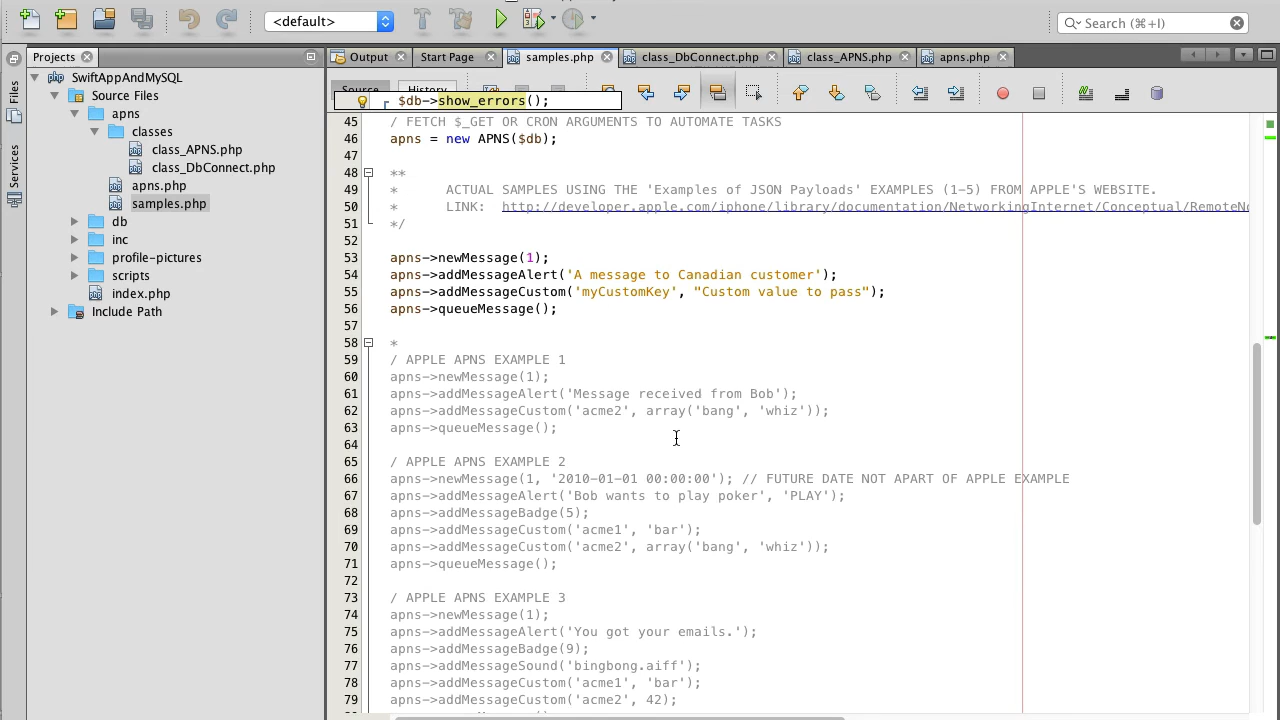 <default>
Search (⌘+I)
Projects
Output
Start Page
samples.php
class_DbConnect.php
class_APNS.php
apns.php
Files
Services
SwiftAppAndMySQL
Source Files
apns
classes
class_APNS.php
class_DbConnect.php
apns.php
samples.php
db
inc
profile-pictures
scripts
index.php
Include Path
Source
History
$db->show_errors();
45 / FETCH $_GET OR CRON ARGUMENTS TO AUTOMATE TASKS
46 apns = new APNS($db);
47
48 **
49 * ACTUAL SAMPLES USING THE 'Examples of JSON Payloads' EXAMPLES (1-5) FROM APPLE'S WEBSITE.
50 * LINK: http://developer.apple.com/iphone/library/documentation/NetworkingInternet/Conceptual/RemoteNo
51 */
52
53 apns->newMessage(1);
54 apns->addMessageAlert('A message to Canadian customer');
55 apns->addMessageCustom('myCustomKey', "Custom value to pass");
56 apns->queueMessage();
57
58 *
59 / APPLE APNS EXAMPLE 1
60 apns->newMessage(1);
61 apns->addMessageAlert('Message received from Bob');
62 apns->addMessageCustom('acme2', array('bang', 'whiz'));
63 apns->queueMessage();
64
65 / APPLE APNS EXAMPLE 2
66 apns->newMessage(1, '2010-01-01 00:00:00'); // FUTURE DATE NOT APART OF APPLE EXAMPLE
67 apns->addMessageAlert('Bob wants to play poker', 'PLAY');
68 apns->addMessageBadge(5);
69 apns->addMessageCustom('acme1', 'bar');
70 apns->addMessageCustom('acme2', array('bang', 'whiz'));
71 apns->queueMessage();
72
73 / APPLE APNS EXAMPLE 3
74 apns->newMessage(1);
75 apns->addMessageAlert('You got your emails.');
76 apns->addMessageBadge(9);
77 apns->addMessageSound('bingbong.aiff');
78 apns->addMessageCustom('acme1', 'bar');
79 apns->addMessageCustom('acme2', 42);